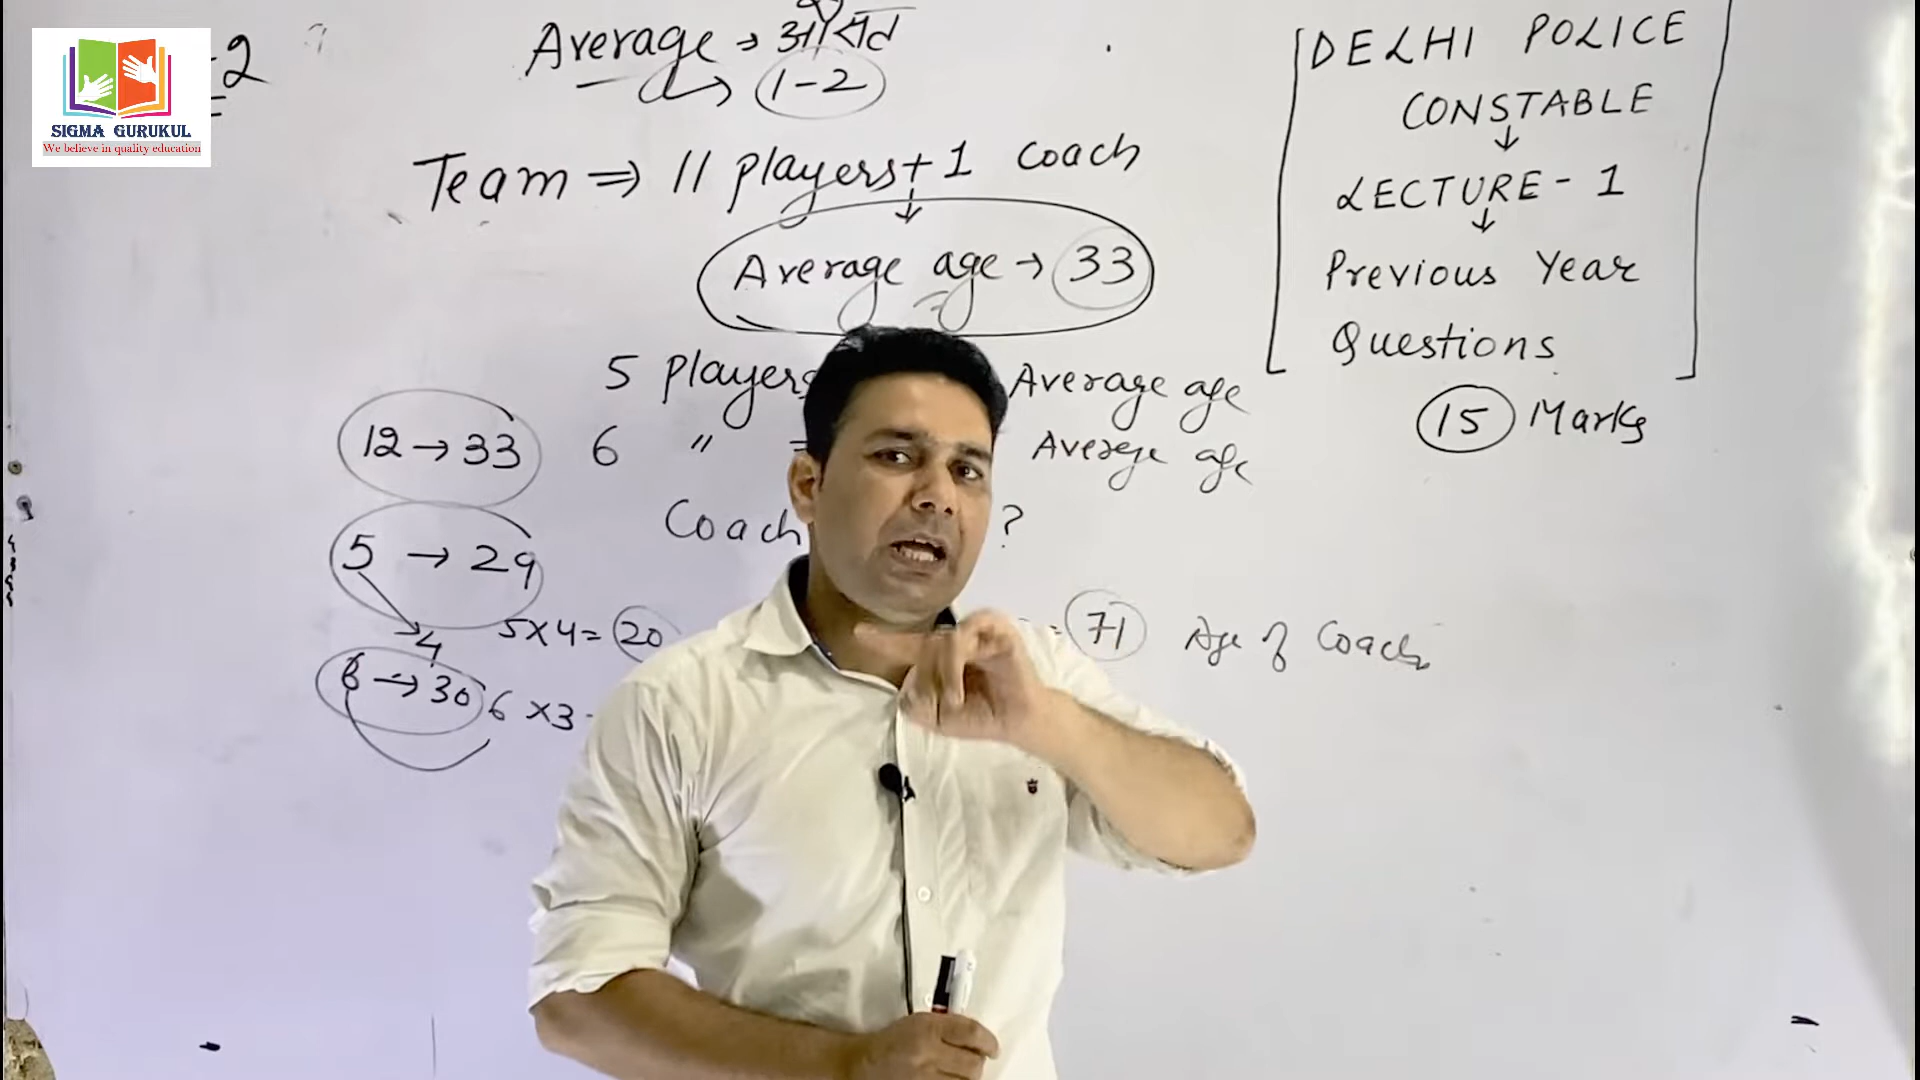 SIGMA GURUKUL
We believe in quality education
-2
Average → औसत
→ 1-2
Team ⇒ 11 players + 1 coach
↓
Average age → 33
5 players Average age
12 → 33 6 " = Average age
Coach ?
5 → 29
→ 4 5×4= 20 = 71 Age of Coach
6 → 30 6 ×3
DELHI POLICE
CONSTABLE
↓
LECTURE - 1
↓
Previous Year
Questions
15 Marks